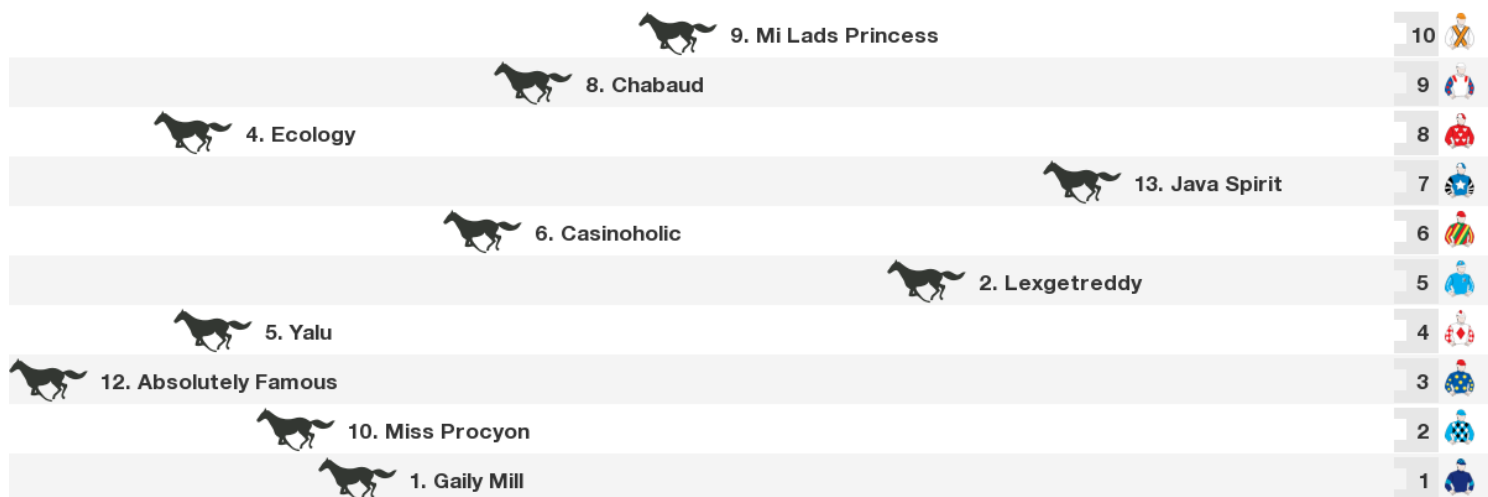 9. Mi Lads Princess 10
8. Chabaud 9
4. Ecology 8
13. Java Spirit 7
6. Casinoholic 6
2. Lexgetreddy 5
5. Yalu 4
12. Absolutely Famous 3
10. Miss Procyon 2
1. Gaily Mill 1